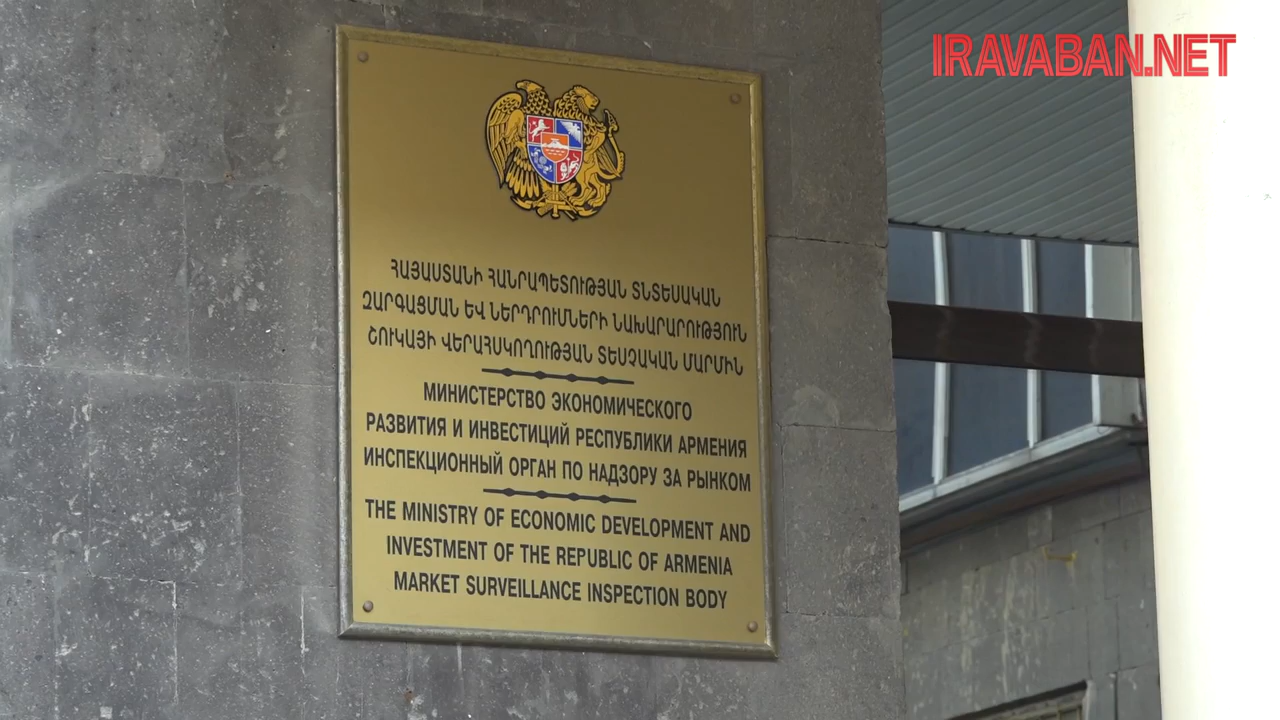 IRAVABAN.NET
ՀԱՅԱՍՏԱՆԻ ՀԱՆՐԱՊԵՏՈՒԹՅԱՆ ՏՆՏԵՍԱԿԱՆ
ԶԱՐԳԱՑՄԱՆ ԵՎ ՆԵՐԴՐՈՒՄՆԵՐԻ ՆԱԽԱՐԱՐՈՒԹՅՈՒՆ
ՇՈՒԿԱՅԻ ՎԵՐԱՀՍԿՈՂՈՒԹՅԱՆ ՏԵՍՉԱԿԱՆ ՄԱՐՄԻՆ
МИНИСТЕРСТВО ЭКОНОМИЧЕСКОГО
РАЗВИТИЯ И ИНВЕСТИЦИЙ РЕСПУБЛИКИ АРМЕНИЯ
ИНСПЕКЦИОННЫЙ ОРГАН ПО НАДЗОРУ ЗА РЫНКОМ
THE MINISTRY OF ECONOMIC DEVELOPMENT AND
INVESTMENT OF THE REPUBLIC OF ARMENIA
MARKET SURVEILLANCE INSPECTION BODY